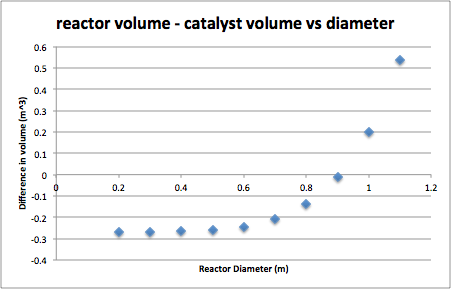 reactor volume - catalyst volume vs diameter
Difference in volume (m^3)
0.6
0.5
0.4
0.3
0.2
0.1
0
-0.1
-0.2
-0.3
-0.4
0 0.2 0.4 0.6 0.8 1 1.2
Reactor Diameter (m)